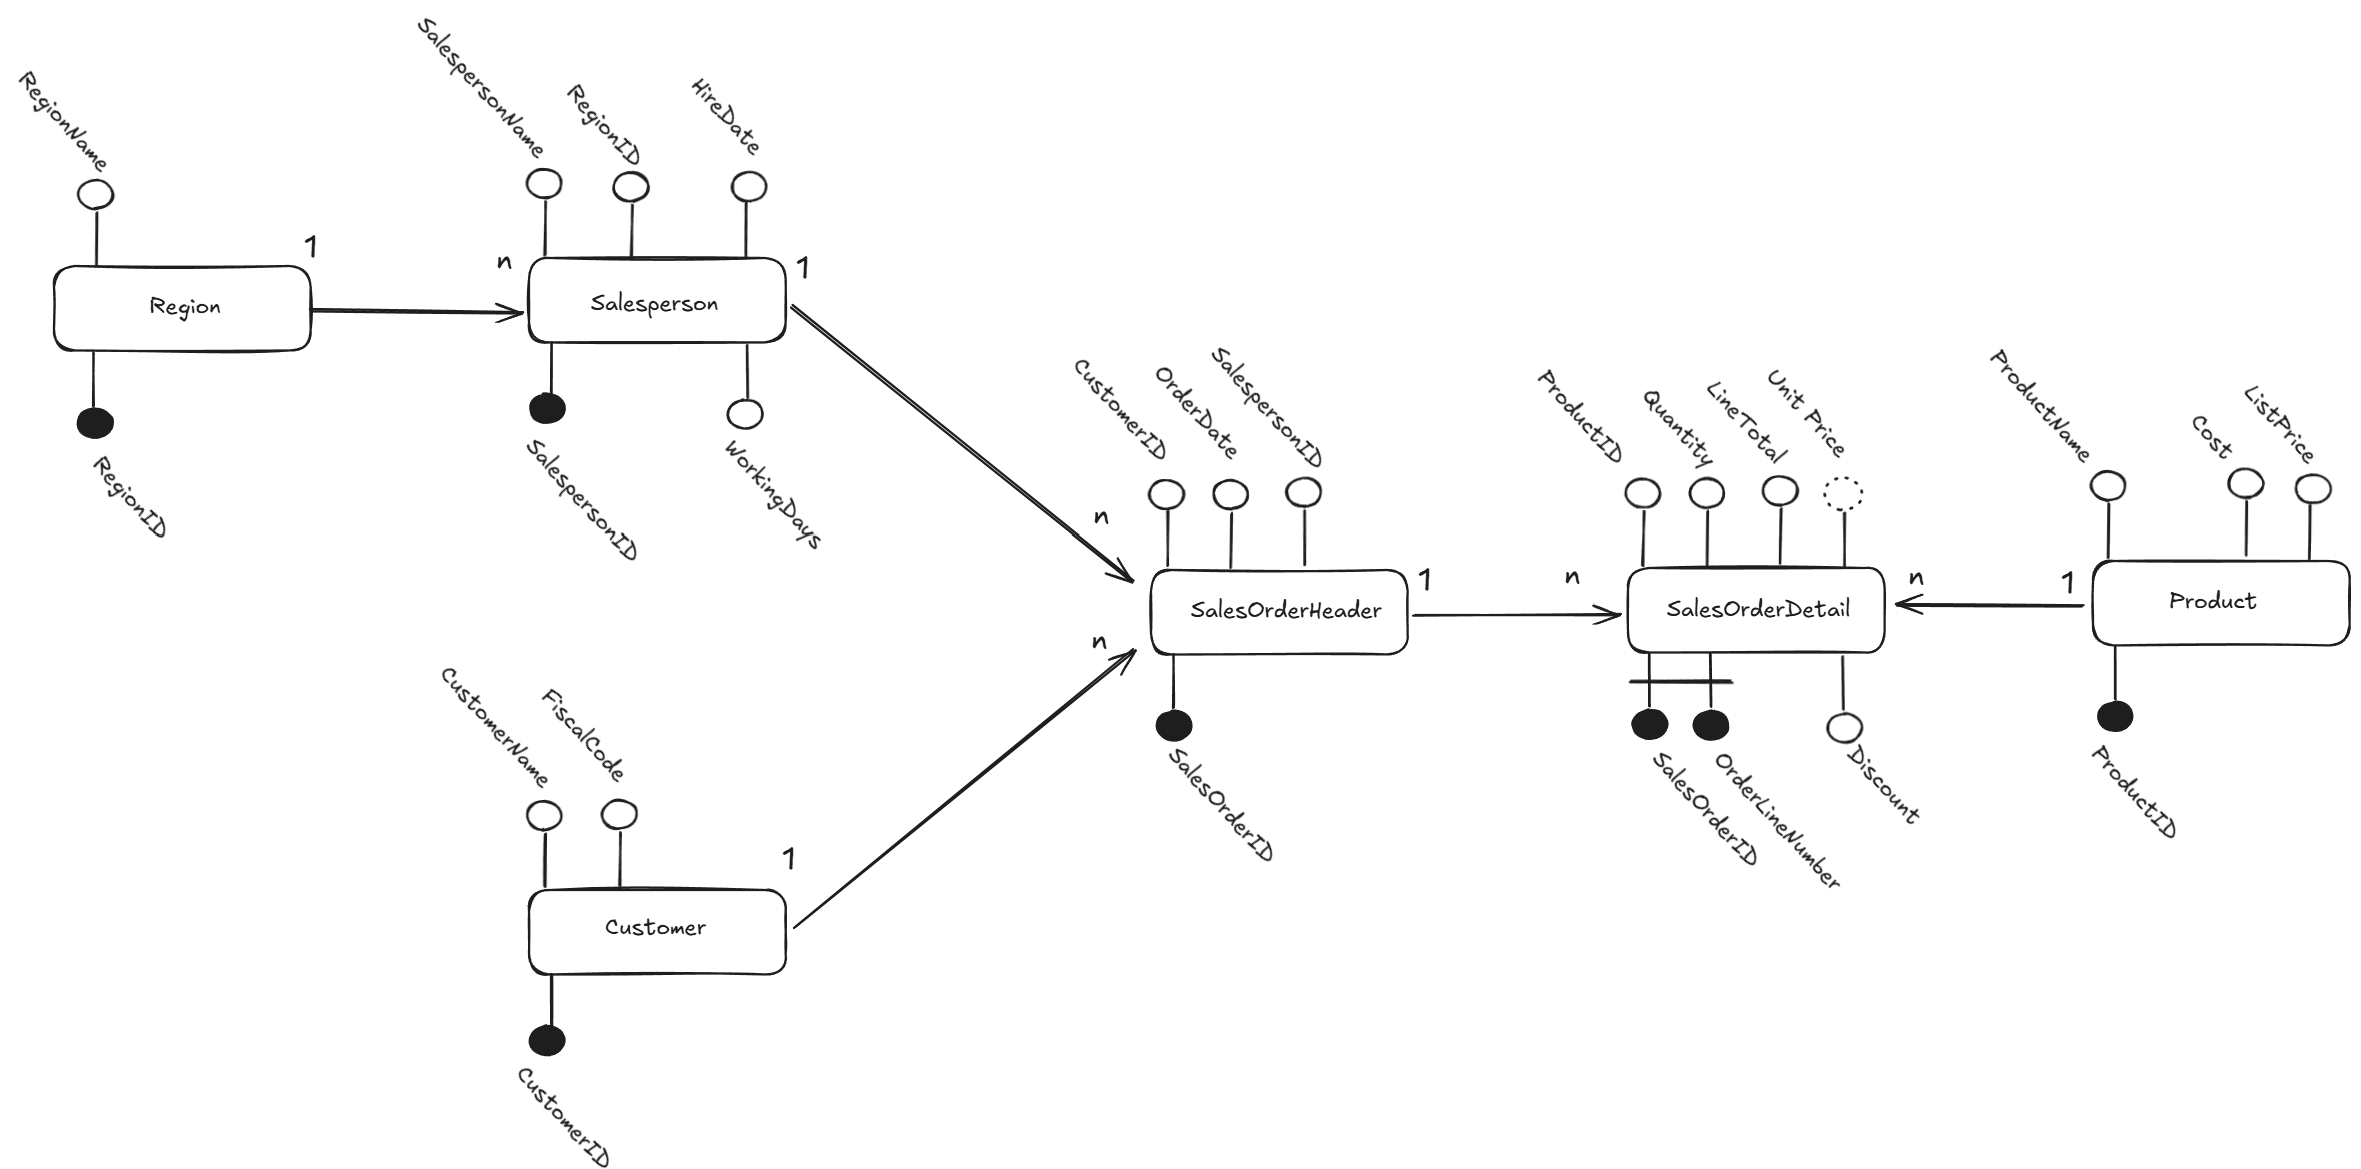 SalespersonName
RegionName
RegionID
HireDate
1
n
1
Region
Salesperson
RegionID
SalespersonID
WorkingDays
CustomerID
OrderDate
SalespersonID
ProductID
Quantity
LineTotal
Unit Price
ProductName
Cost
ListPrice
n
1
n
n
1
SalesOrderHeader
SalesOrderDetail
Product
n
SalesOrderID
SalesOrderID
OrderLineNumber
Discount
ProductID
CustomerName
FiscalCode
1
Customer
CustomerID